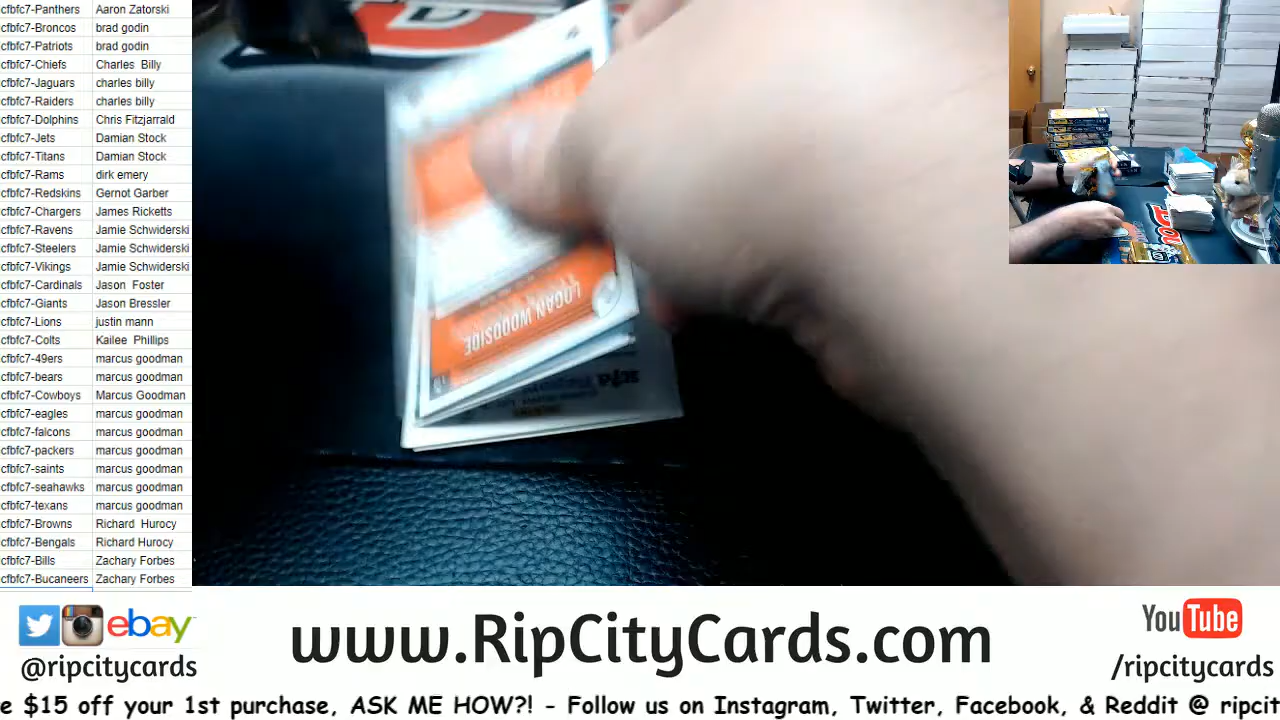 cfbfc7-Panthers Aaron Zatorski
cfbfc7-Broncos brad godin
cfbfc7-Patriots brad godin
cfbfc7-Chiefs Charles Billy
cfbfc7-Jaguars charles billy
cfbfc7-Raiders charles billy
cfbfc7-Dolphins Chris Fitzjarrald
cfbfc7-Jets Damian Stock
cfbfc7-Titans Damian Stock
cfbfc7-Rams dirk emery
cfbfc7-Redskins Gernot Garber
cfbfc7-Chargers James Ricketts
cfbfc7-Ravens Jamie Schwiderski
cfbfc7-Steelers Jamie Schwiderski
cfbfc7-Vikings Jamie Schwiderski
cfbfc7-Cardinals Jason Foster
cfbfc7-Giants Jason Bressler
cfbfc7-Lions justin mann
cfbfc7-Colts Kailee Phillips
cfbfc7-49ers marcus goodman
cfbfc7-bears marcus goodman
cfbfc7-Cowboys Marcus Goodman
cfbfc7-eagles marcus goodman
cfbfc7-falcons marcus goodman
cfbfc7-packers marcus goodman
cfbfc7-saints marcus goodman
cfbfc7-seahawks marcus goodman
cfbfc7-texans marcus goodman
cfbfc7-Browns Richard Hurocy
cfbfc7-Bengals Richard Hurocy
cfbfc7-Bills Zachary Forbes
cfbfc7-Bucaneers Zachary Forbes
LOGAN WOODSIDE
ebay
@ripcitycards
www.RipCityCards.com
YouTube
/ripcitycards
e $15 off your 1st purchase, ASK ME HOW?! - Follow us on Instagram, Twitter, Facebook, & Reddit @ ripcit